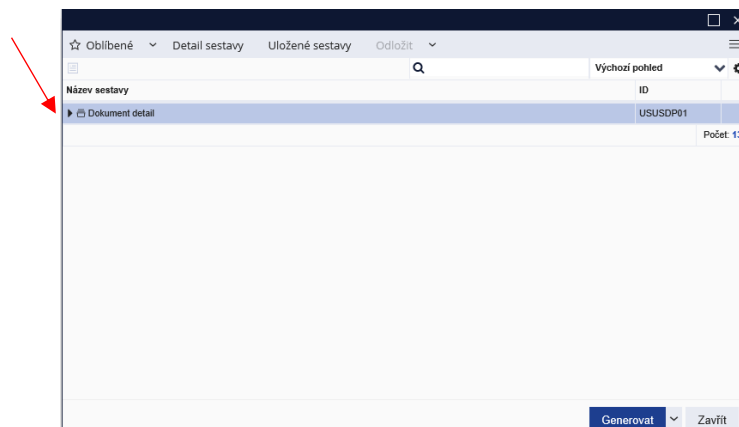 Oblíbené Detail sestavy Uložené sestavy Odložit
Výchozí pohled
Název sestavy ID
Dokument detail USUSDP01
Počet:
Generovat Zavřít